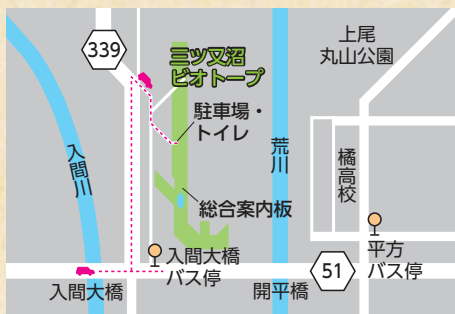 339
三ツ又沼
ビオトープ
上尾
丸山公園
駐車場・
トイレ
入間川
荒川
橘高校
総合案内板
入間大橋
バス停
平方
バス停
51
入間大橋
開平橋